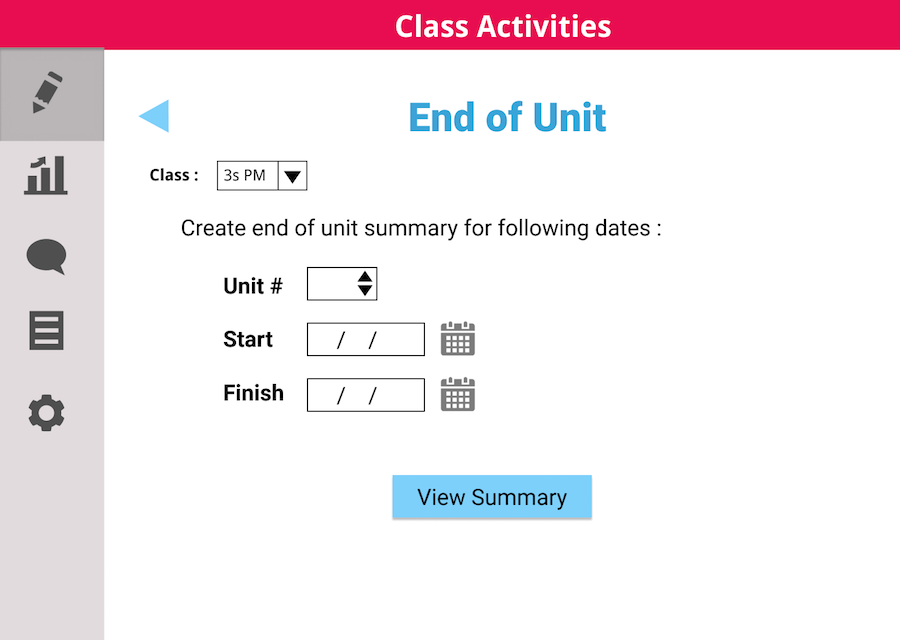 Class Activities
End of Unit
Class : 3s PM
Create end of unit summary for following dates :
Unit #
Start / /
Finish / /
View Summary